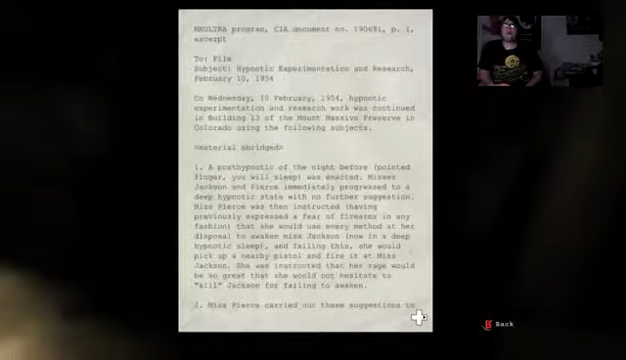 MKULTRA program, CIA document no. 190691, p. 1,
excerpt
To: File
Subject: Hypnotic Experimentation and Research,
February 10, 1954
On Wednesday, 10 February, 1954, hypnotic
experimentation and research work was continued
in Building 13 of the Mount Massive Preserve in
Colorado using the following subjects.
<material abridged>
1. A posthypnotic of the night before (pointed
finger, you will sleep) was enacted. Misses
Jackson and Pierce immediately progressed to a
deep hypnotic state with no further suggestion.
Miss Pierce was then instructed (having
previously expressed a fear of firearms in any
fashion) that she would use every method at her
disposal to awaken miss Jackson (now in a deep
hypnotic sleep), and failing this, she would
pick up a nearby pistol and fire it at Miss
Jackson. She was instructed that her rage would
be so great that she would not hesitate to
"kill" Jackson for failing to awaken.
2. Miss Pierce carried out these suggestions to
Back